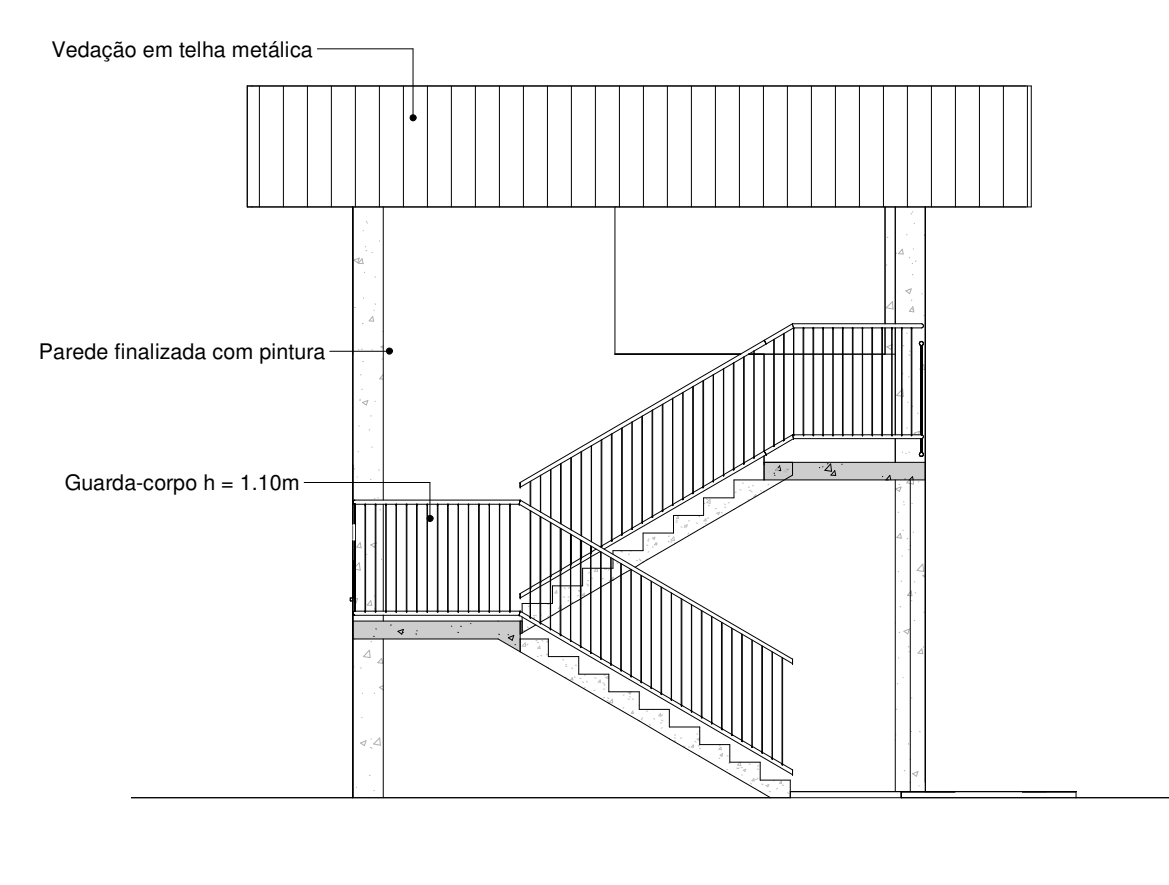 Vedação em telha metálica
Parede finalizada com pintura
Guarda-corpo h = 1.10m